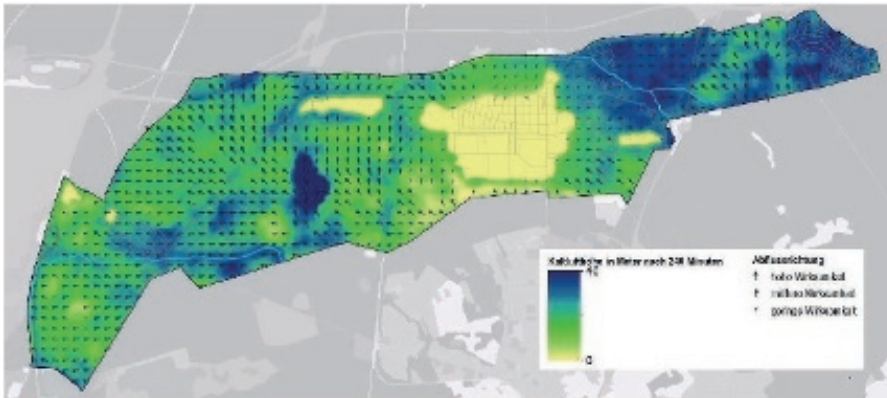 Kaltlufthöhe in Meter nach 240 Minuten
0
Abflussrichtung
hohe Wirksamkeit
mittlere Wirksamkeit
geringe Wirksamkeit